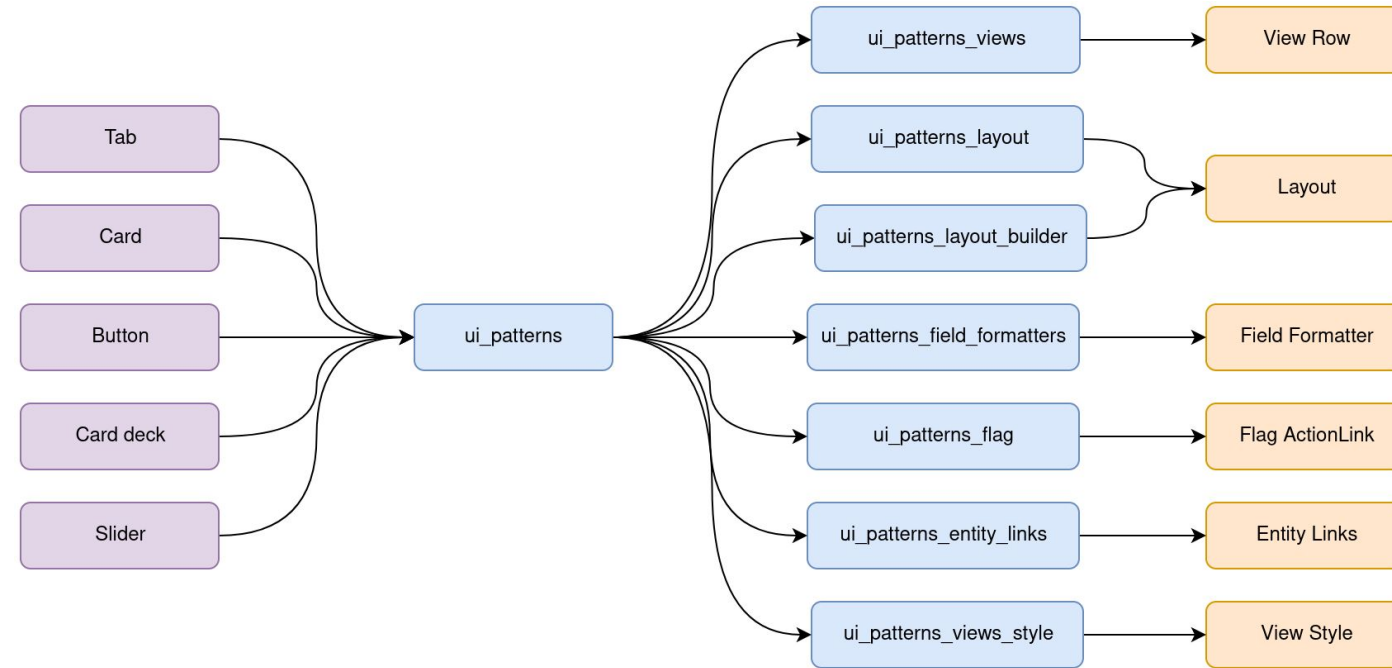 Tab
Card
Button
Card deck
Slider
ui_patterns
ui_patterns_views
ui_patterns_layout
ui_patterns_layout_builder
ui_patterns_field_formatters
ui_patterns_flag
ui_patterns_entity_links
ui_patterns_views_style
View Row
Layout
Field Formatter
Flag ActionLink
Entity Links
View Style